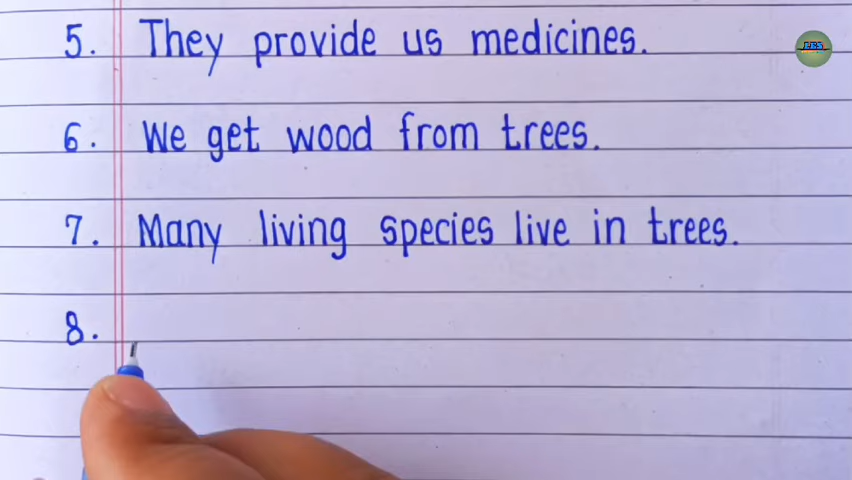 5. They provide us medicines.
6. We get wood from trees.
7. Many living species live in trees.
8.